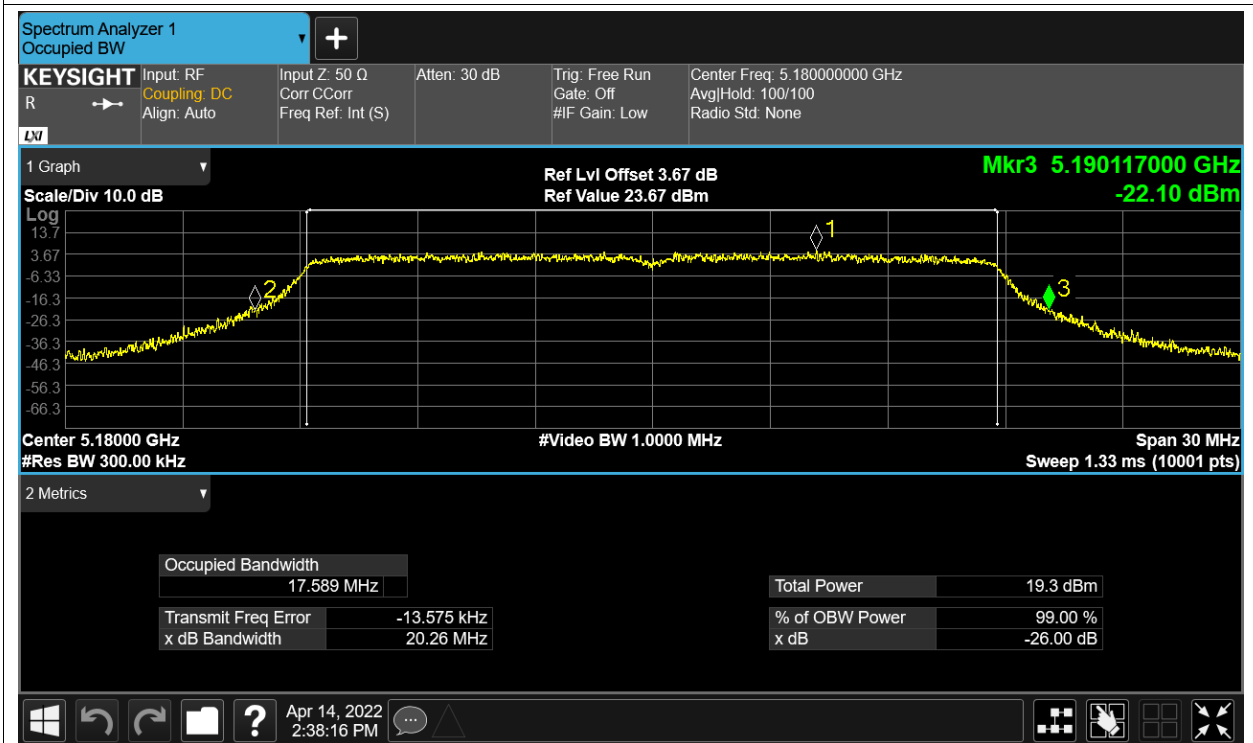 Spectrum Analyzer 1
Occupied BW
KEYSIGHT
R
LXI
Input: RF
Coupling: DC
Align: Auto
Input Z: 50 Ω
Corr CCorr
Freq Ref: Int (S)
Atten: 30 dB
Trig: Free Run
Gate: Off
#IF Gain: Low
Center Freq: 5.180000000 GHz
Avg|Hold: 100/100
Radio Std: None
1 Graph
Scale/Div 10.0 dB
Ref Lvl Offset 3.67 dB
Ref Value 23.67 dBm
Mkr3 5.190117000 GHz
-22.10 dBm
Log
13.7
3.67
-6.33
-16.3
-26.3
-36.3
-46.3
-56.3
-66.3
1
2
3
Center 5.18000 GHz
#Res BW 300.00 kHz
#Video BW 1.0000 MHz
Span 30 MHz
Sweep 1.33 ms (10001 pts)
2 Metrics
Occupied Bandwidth
17.589 MHz
Transmit Freq Error -13.575 kHz
x dB Bandwidth 20.26 MHz
Total Power 19.3 dBm
% of OBW Power 99.00 %
x dB -26.00 dB
?
Apr 14, 2022
2:38:16 PM